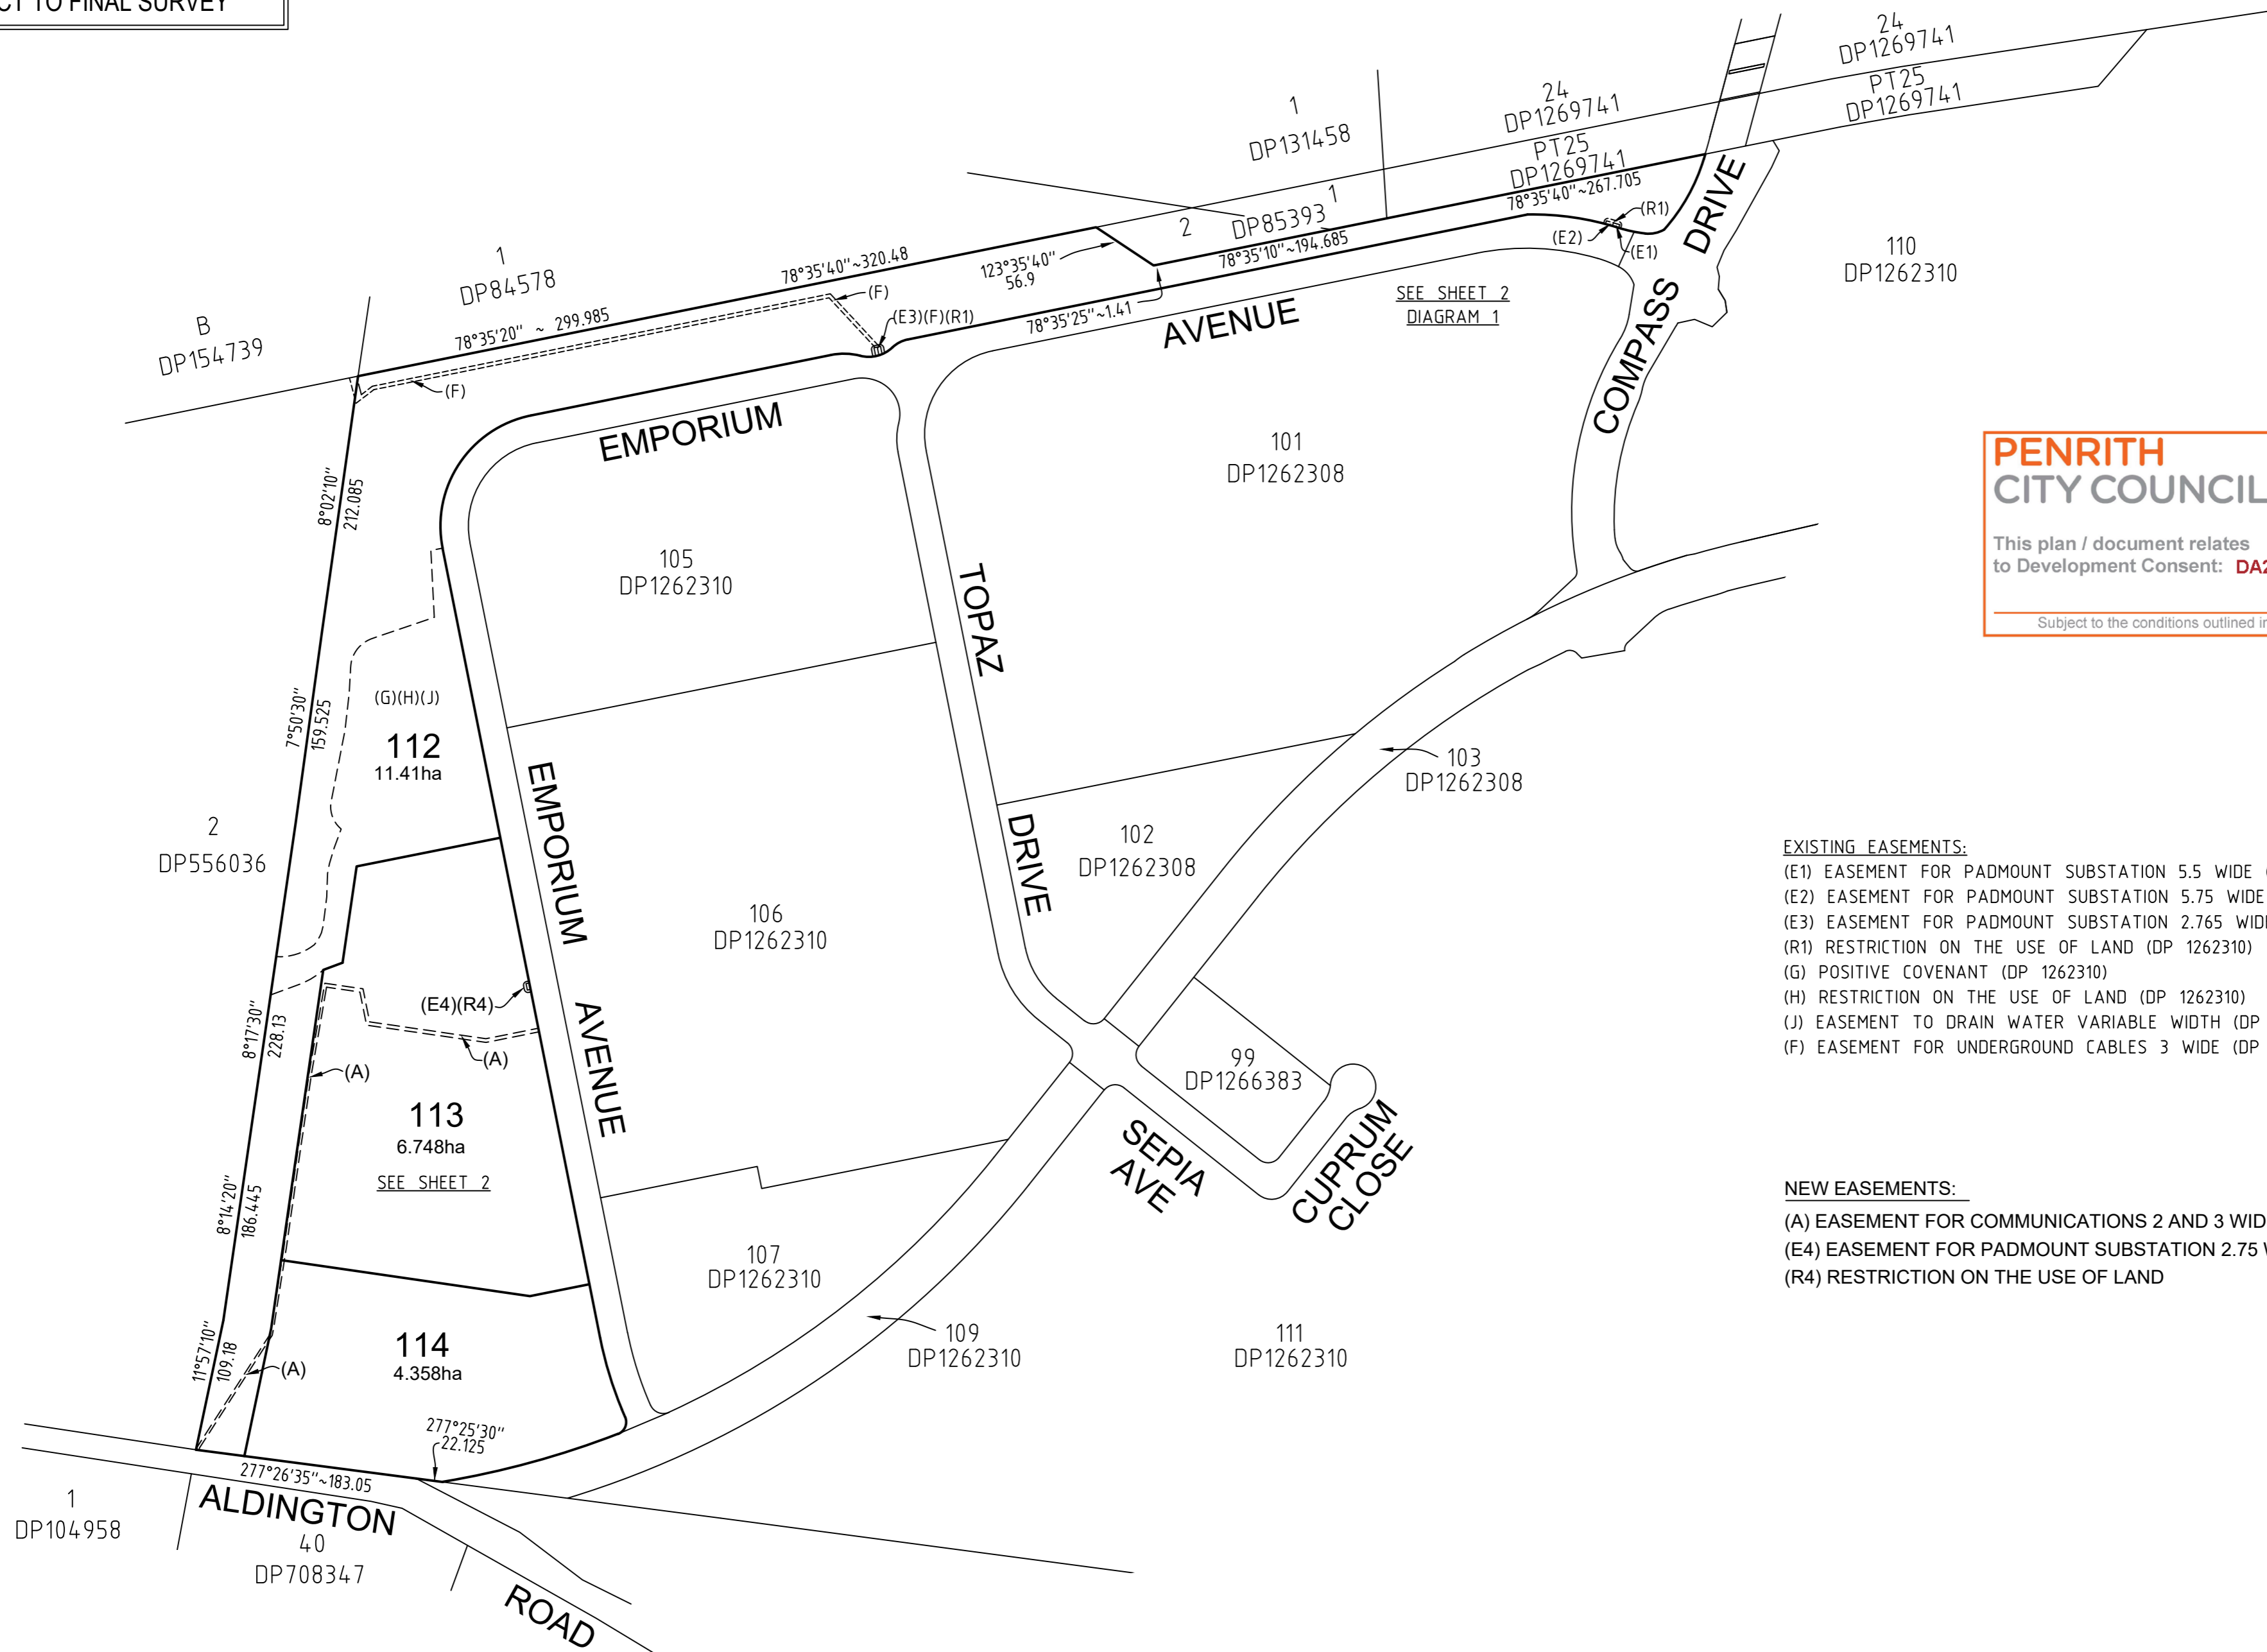 CT TO FINAL SURVEY
24
DP1269741
PT25
DP1269741
1
DP131458
24
DP1269741
PT25
DP1269741
78°35'40"~267.705
1
DP84578
78°35'40"~320.48
2
1
DP85393
123°35'40"
56.9
78°35'10"~194.685
(R1)
(E2)
(E1)
COMPASS DRIVE
110
DP1262310
B
DP154739
78°35'20" ~ 299.985
(F)
(E3)(F)(R1)
78°35'25"~1.41
AVENUE
SEE SHEET 2
DIAGRAM 1
(F)
EMPORIUM
101
DP1262308
PENRITH
CITY COUNCIL
This plan / document relates
to Development Consent: DA2
Subject to the conditions outlined in
8°02'10"
212.085
105
DP1262310
TOPAZ
DRIVE
7°50'30"
159.525
(G)(H)(J)
112
11.41ha
EMPORIUM
AVENUE
103
DP1262308
2
DP556036
102
DP1262308
106
DP1262310
EXISTING EASEMENTS:
(E1) EASEMENT FOR PADMOUNT SUBSTATION 5.5 WIDE (
(E2) EASEMENT FOR PADMOUNT SUBSTATION 5.75 WIDE
(E3) EASEMENT FOR PADMOUNT SUBSTATION 2.765 WIDE
(R1) RESTRICTION ON THE USE OF LAND (DP 1262310)
(G) POSITIVE COVENANT (DP 1262310)
(H) RESTRICTION ON THE USE OF LAND (DP 1262310)
(J) EASEMENT TO DRAIN WATER VARIABLE WIDTH (DP
(F) EASEMENT FOR UNDERGROUND CABLES 3 WIDE (DP
(E4)(R4)
8°17'30"
228.13
(A)
(A)
113
6.748ha
SEE SHEET 2
99
DP1266383
SEPIA
AVE
CUPRUM
CLOSE
8°14'20"
186.445
NEW EASEMENTS:
(A) EASEMENT FOR COMMUNICATIONS 2 AND 3 WID
(E4) EASEMENT FOR PADMOUNT SUBSTATION 2.75 W
(R4) RESTRICTION ON THE USE OF LAND
107
DP1262310
11°57'10"
109.18
(A)
114
4.358ha
109
DP1262310
111
DP1262310
277°25'30"
22.125
277°26'35"~183.05
1
DP104958
ALDINGTON
40
DP708347
ROAD